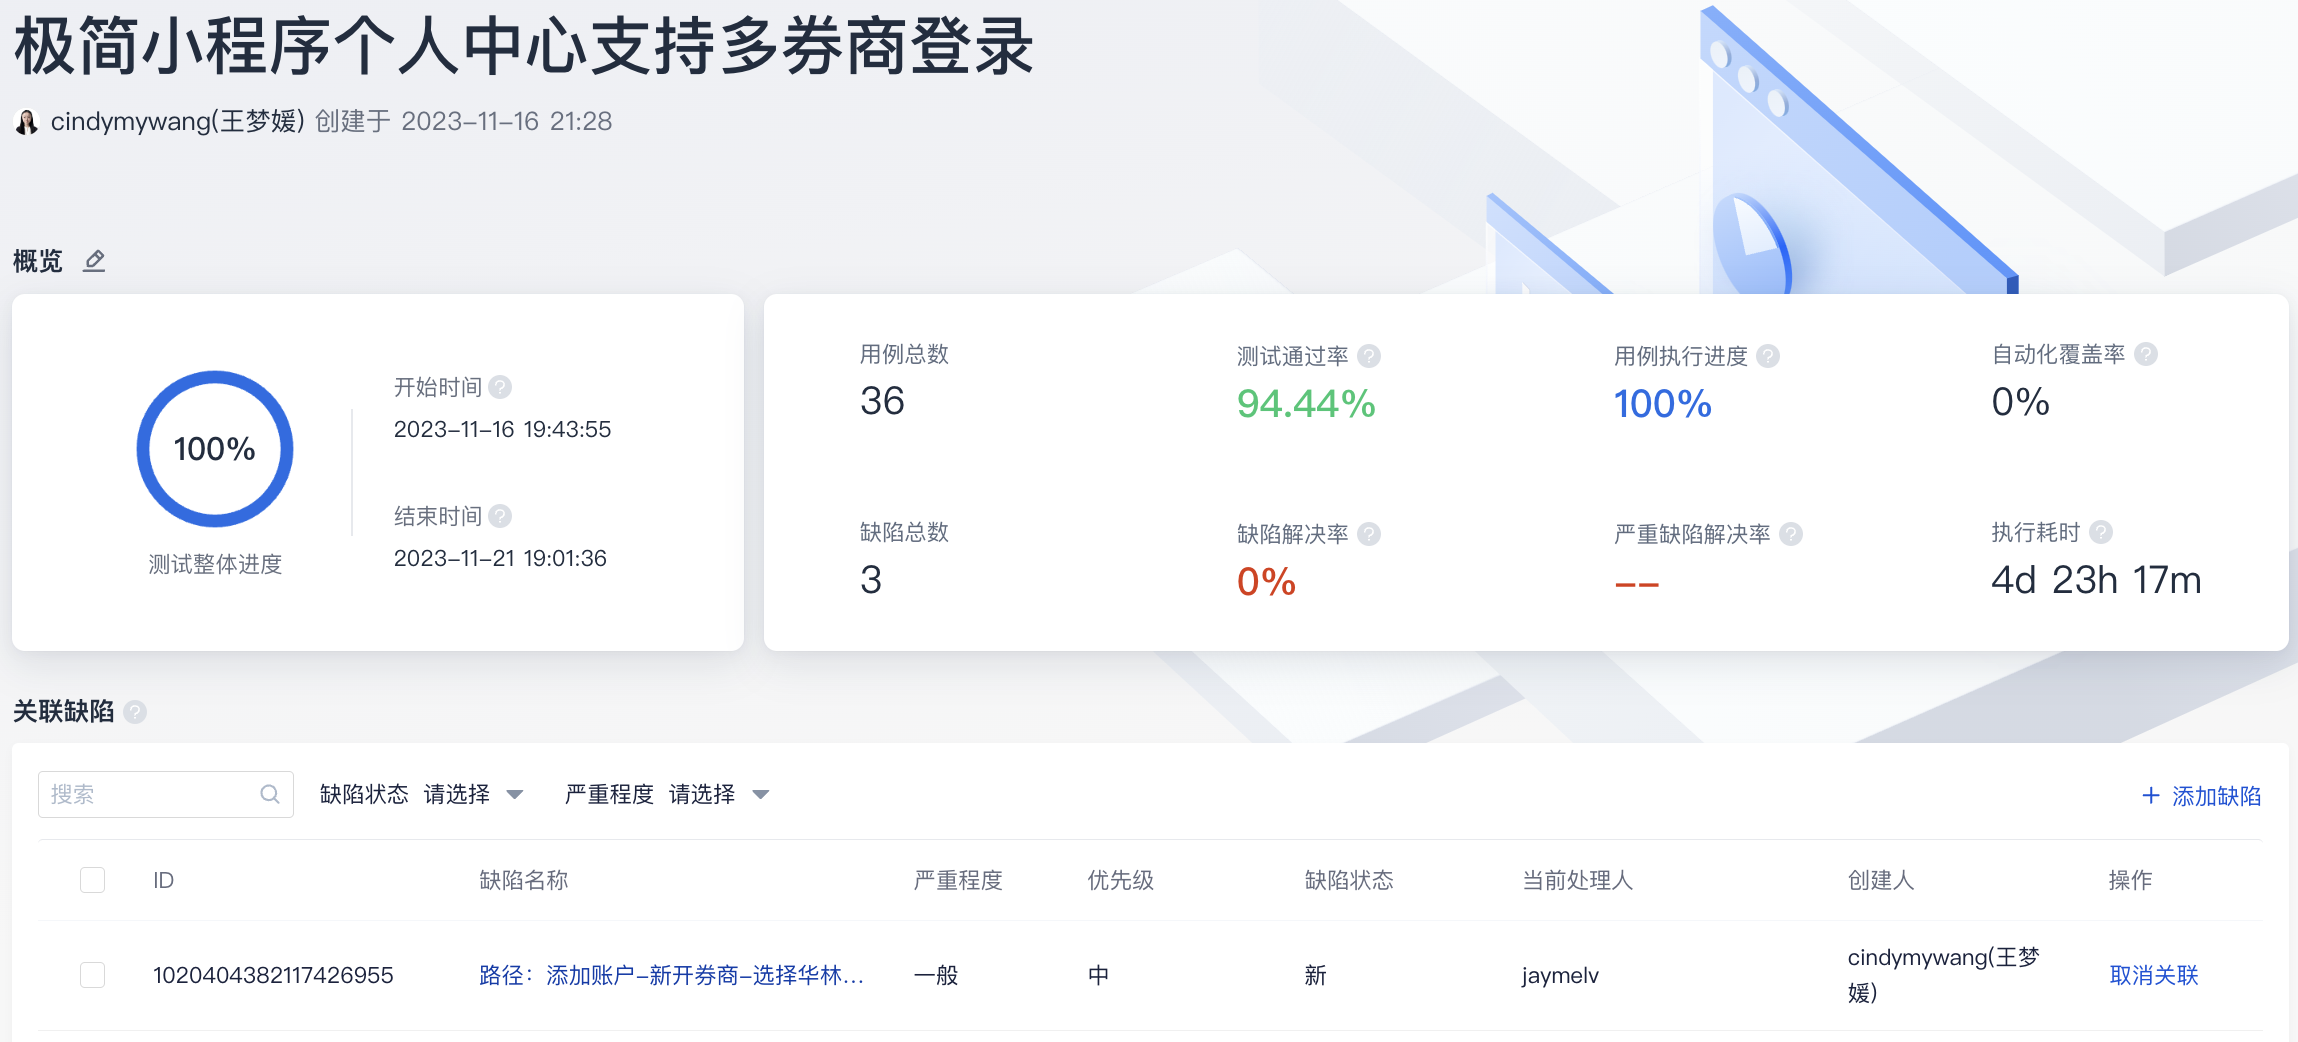 极简小程序个人中心支持多券商登录
cindymywang(王梦媛) 创建于 2023-11-16 21:28
概览
100%
测试整体进度
开始时间 ?
2023-11-16 19:43:55
结束时间 ?
2023-11-21 19:01:36
用例总数 测试通过率 ? 用例执行进度 ? 自动化覆盖率 ?
36 94.44% 100% 0%
缺陷总数 缺陷解决率 ? 严重缺陷解决率 ? 执行耗时 ?
3 0% -- 4d 23h 17m
关联缺陷 ?
搜索 缺陷状态 请选择 严重程度 请选择 + 添加缺陷
ID 缺陷名称 严重程度 优先级 缺陷状态 当前处理人 创建人 操作
1020404382117426955 路径：添加账户-新开券商-选择华林... 一般 中 新 jaymelv cindymywang(王梦
媛) 取消关联